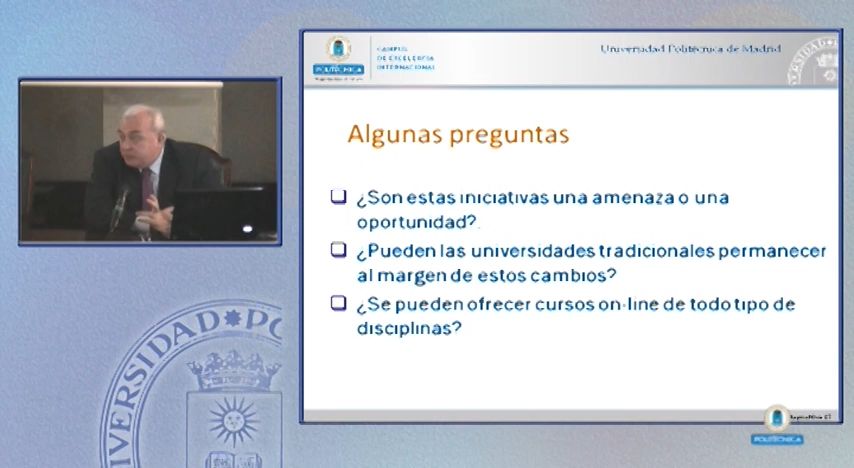 CAMPUS
DE EXCELENCIA
INTERNACIONAL
POLITÉCNICA
Universidad Politécnica de Madrid
Algunas preguntas
¿Son estas iniciativas una amenaza o una
oportunidad?
¿Pueden las universidades tradicionales permanecer
al margen de estos cambios?
¿Se pueden ofrecer cursos on-line de todo tipo de
disciplinas?
VERSIDAD PO
POLITÉCNICA